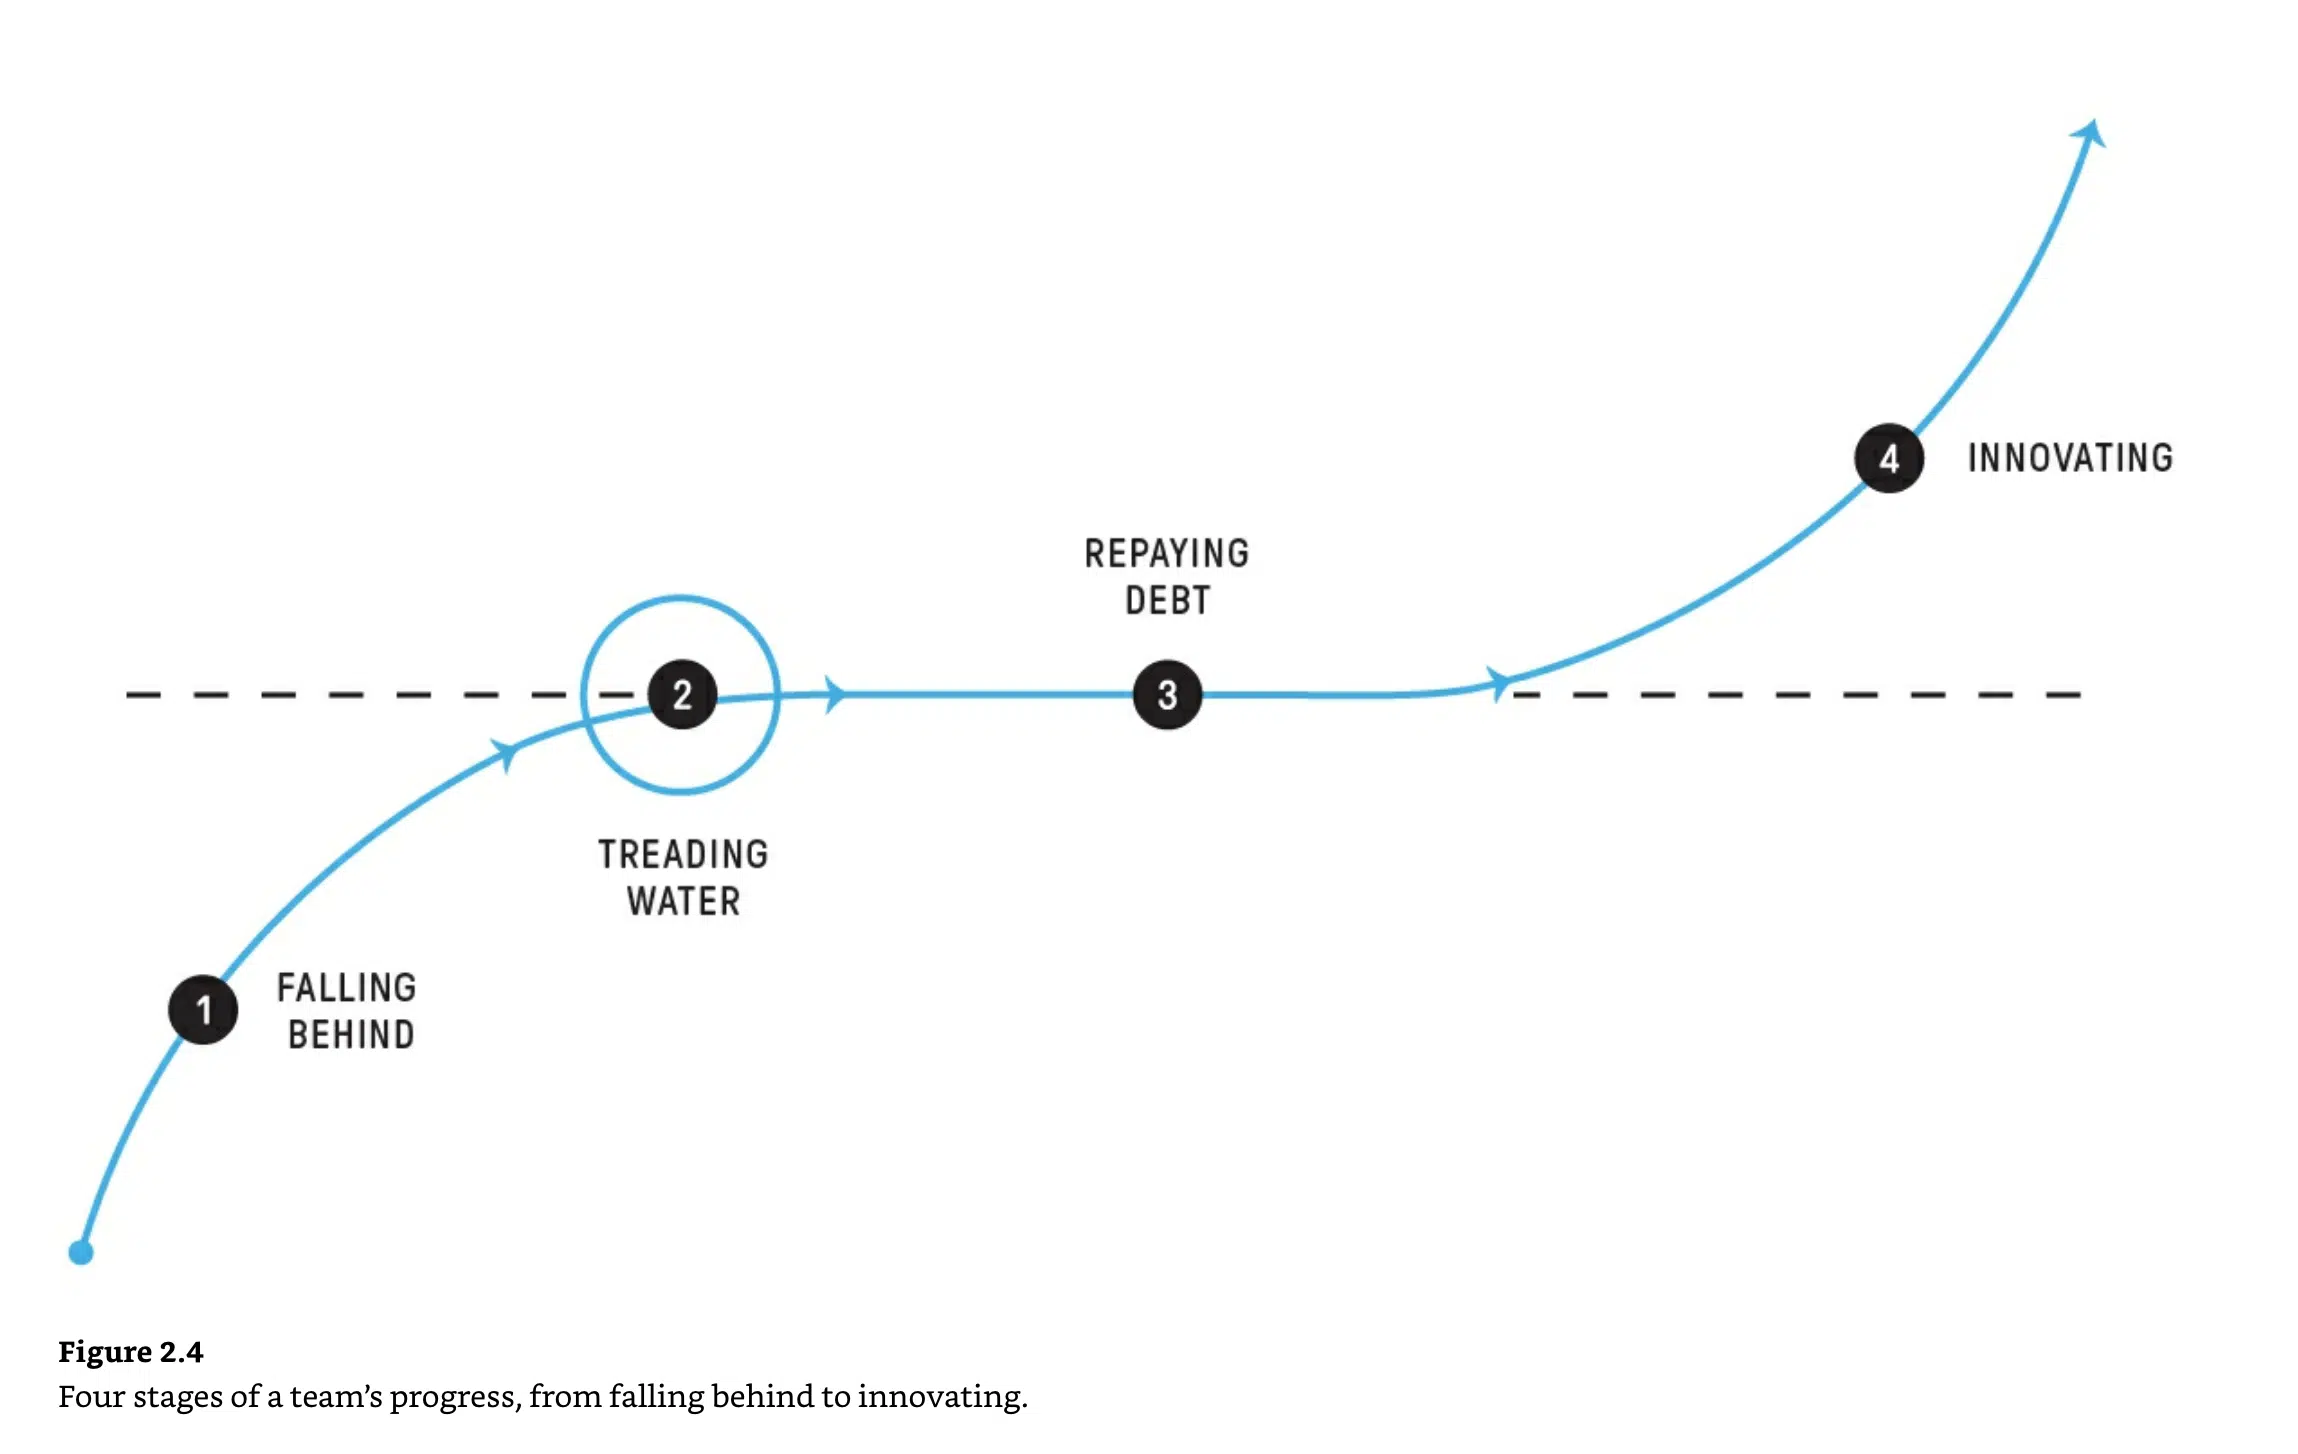 4 INNOVATING
REPAYING
DEBT
2
3
TREADING
WATER
1
FALLING
BEHIND
Figure 2.4
Four stages of a team’s progress, from falling behind to innovating.